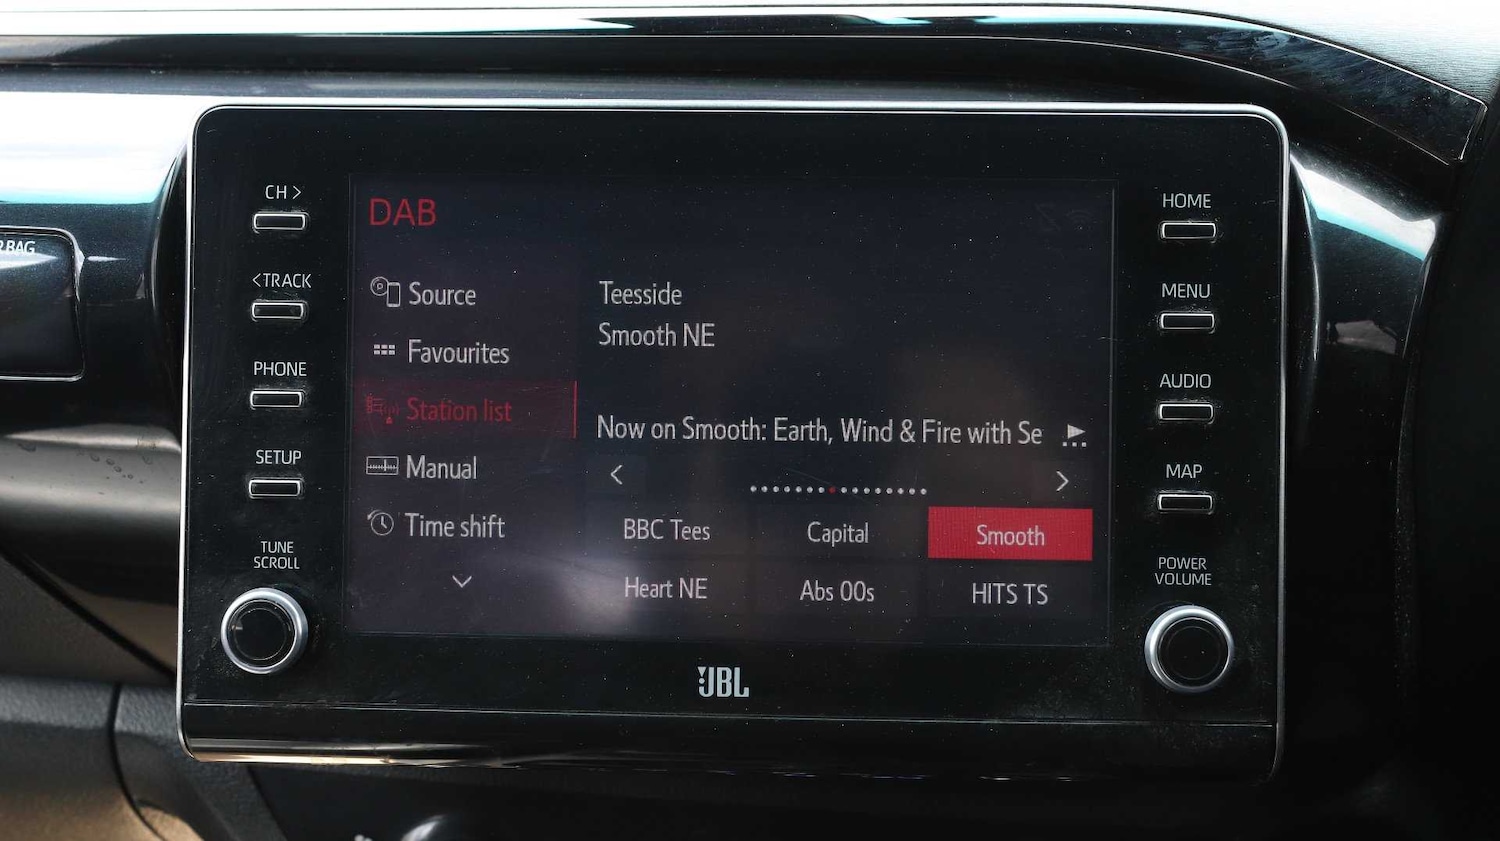 CH >
<TRACK
PHONE
SETUP
TUNE
SCROLL
DAB
Source
Favourites
Station list
Manual
Time shift
Teesside
Smooth NE
Now on Smooth: Earth, Wind & Fire with Se
BBC Tees
Capital
Smooth
Heart NE
Abs 00s
HITS TS
HOME
MENU
AUDIO
MAP
POWER
VOLUME
JBL